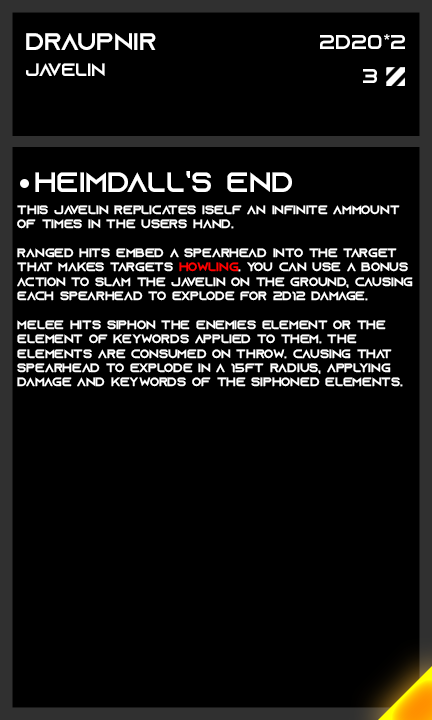 DRAUPNIR
2D20*2
JAVELIN
3
•HEIMDALL'S END
THIS JAVELIN REPLICATES ISELF AN INFINITE AMMOUNT
OF TIMES IN THE USERS HAND.
RANGED HITS EMBED A SPEARHEAD INTO THE TARGET
THAT MAKES TARGETS HOWLING. YOU CAN USE A BONUS
ACTION TO SLAM THE JAVELIN ON THE GROUND, CAUSING
EACH SPEARHEAD TO EXPLODE FOR 2D12 DAMAGE.
MELEE HITS SIPHON THE ENEMIES ELEMENT OR THE
ELEMENT OF KEYWORDS APPLIED TO THEM. THE
ELEMENTS ARE CONSUMED ON THROW. CAUSING THAT
SPEARHEAD TO EXPLODE IN A 15FT RADIUS, APPLYING
DAMAGE AND KEYWORDS OF THE SIPHONED ELEMENTS.